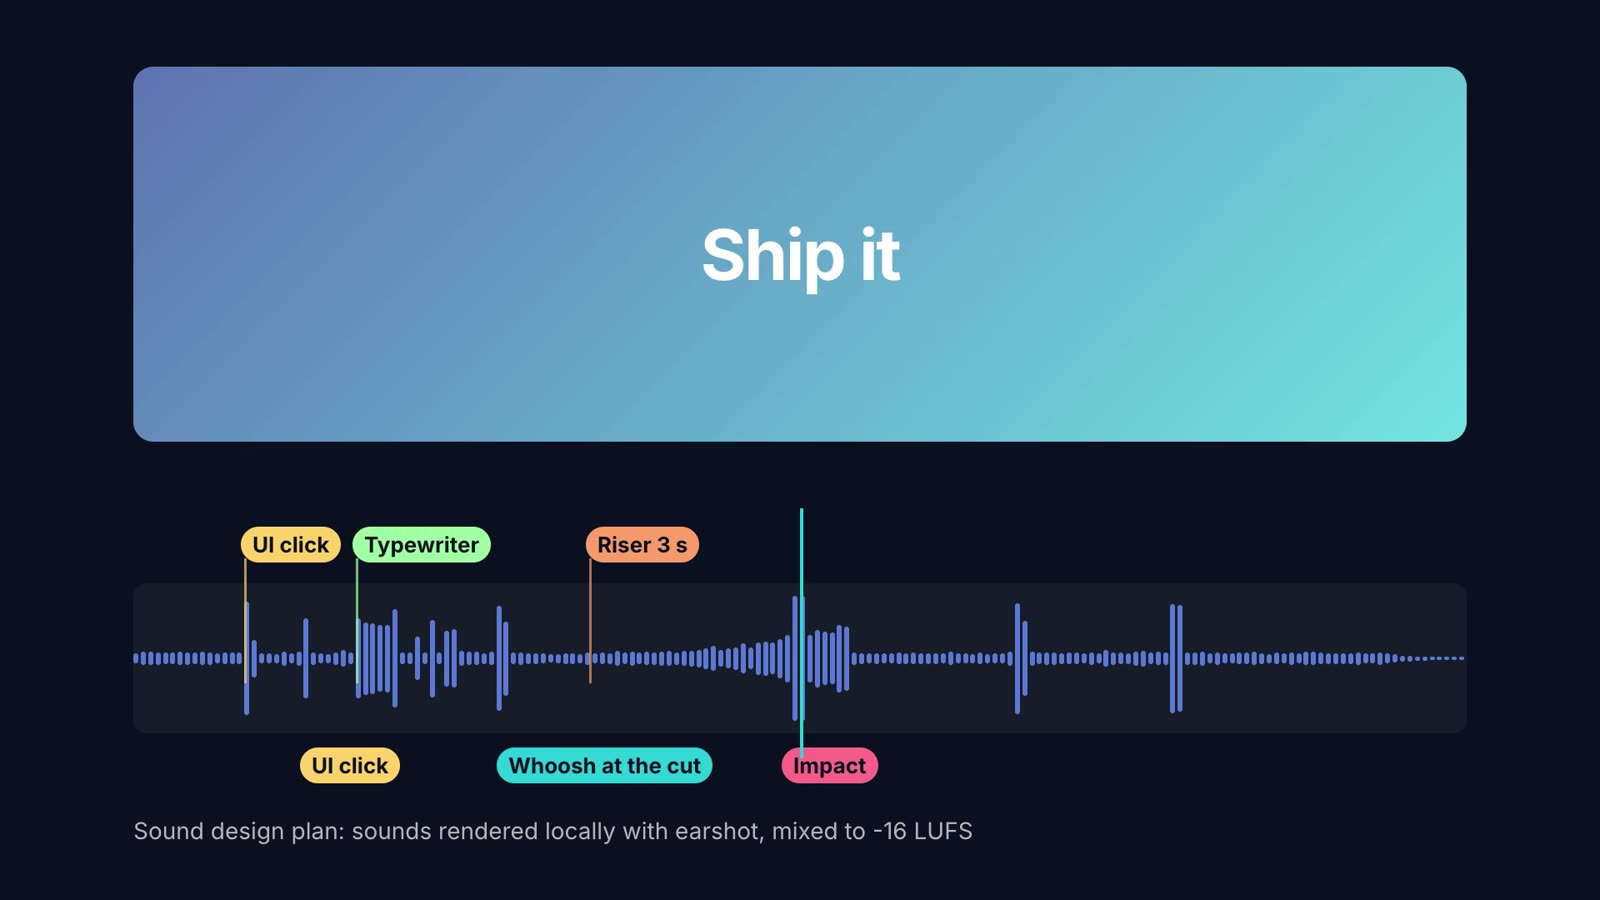 Ship it
UI click
Typewriter
Riser 3 s
UI click
Whoosh at the cut
Impact
Sound design plan: sounds rendered locally with earshot, mixed to -16 LUFS